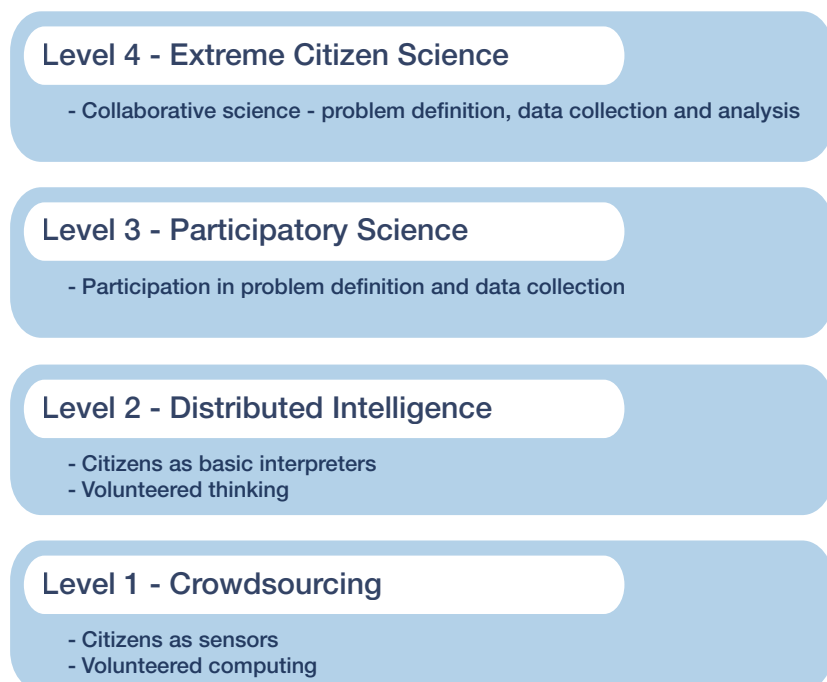 Level 4 - Extreme Citizen Science
- Collaborative science - problem definition, data collection and analysis
Level 3 - Participatory Science
- Participation in problem definition and data collection
Level 2 - Distributed Intelligence
- Citizens as basic interpreters
- Volunteered thinking
Level 1 - Crowdsourcing
- Citizens as sensors
- Volunteered computing